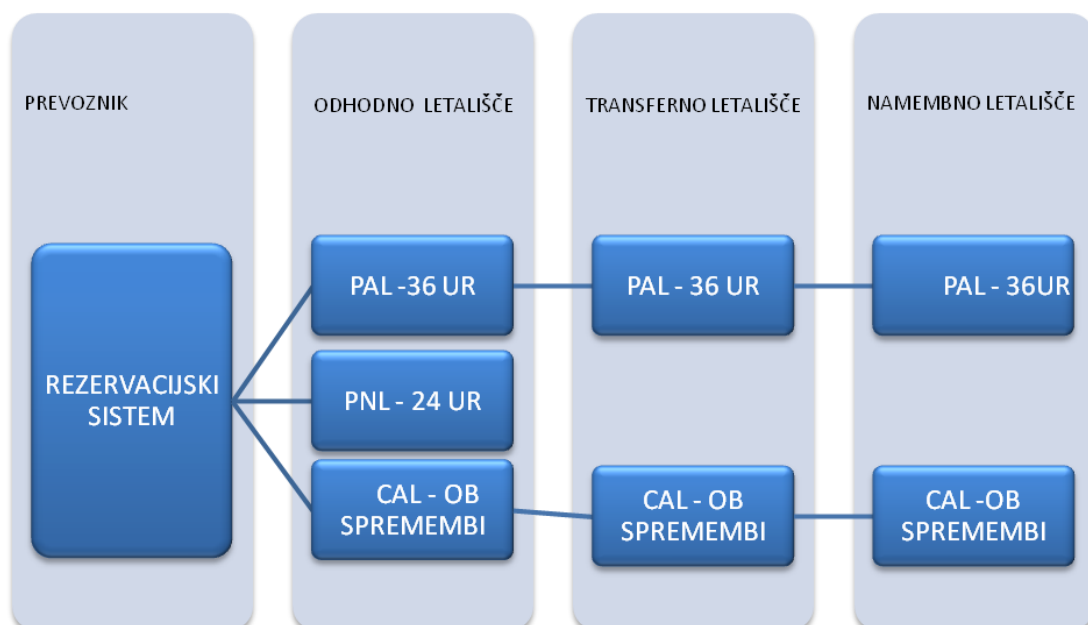 PREVOZNIK
ODHODNO LETALIŠČE
TRANSFERNO LETALIŠČE
NAMEMBNO LETALIŠČE
REZERVACIJSKI
SISTEM
PAL -36 UR
PAL - 36 UR
PAL - 36UR
PNL - 24 UR
CAL - OB
SPREMEMBI
CAL - OB
SPREMEMBI
CAL -OB
SPREMEMBI